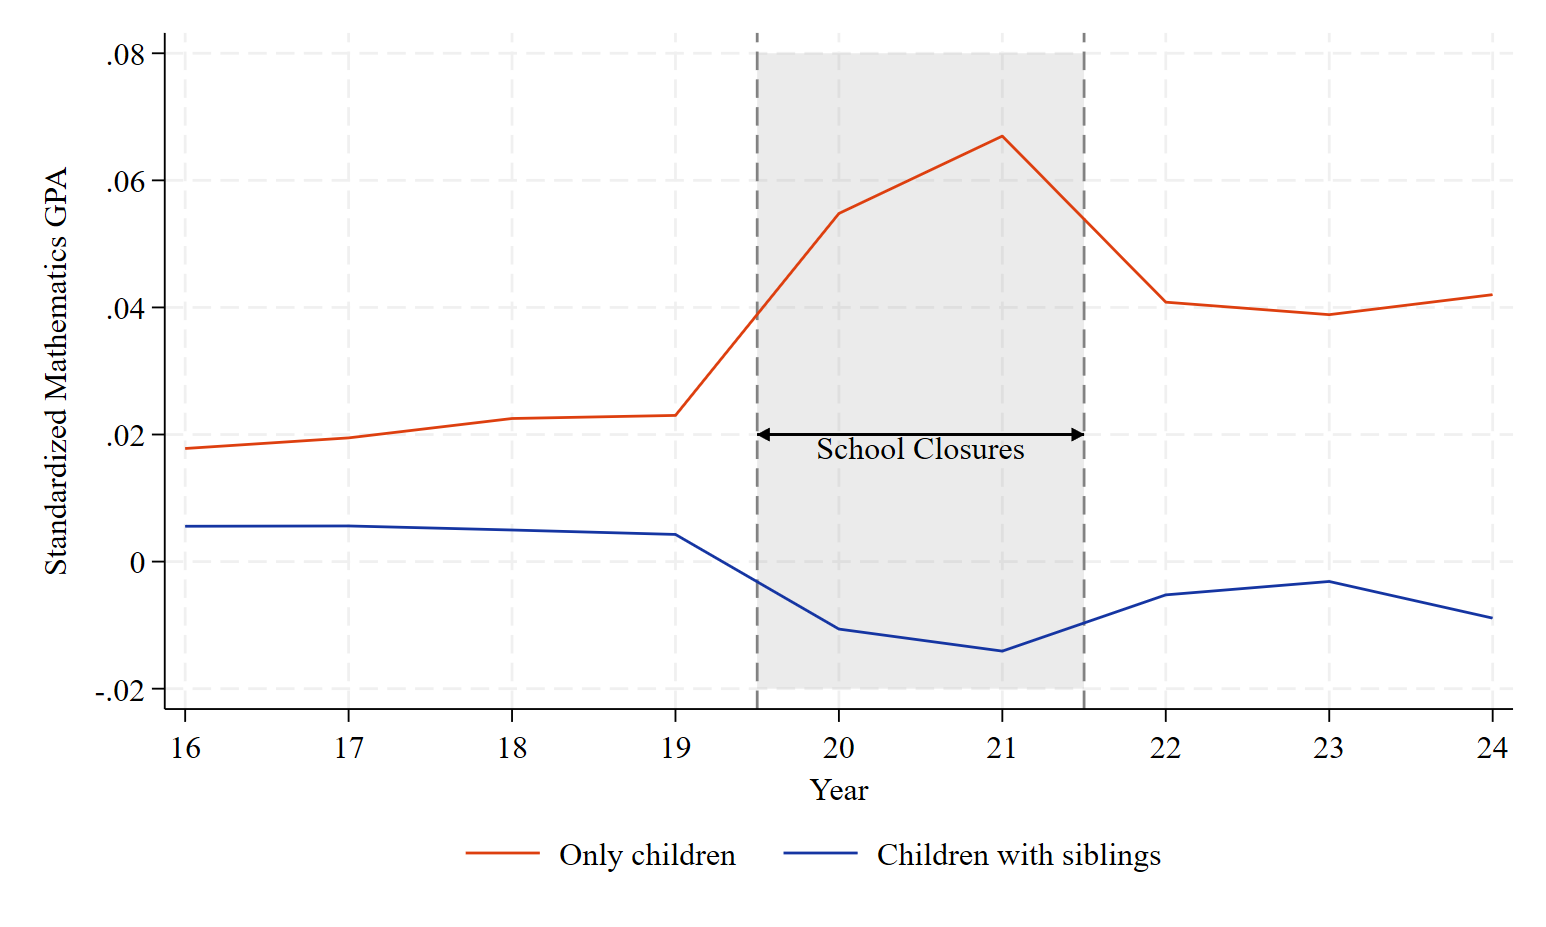 .08
.06
.04
.02
0
-.02
Standardized Mathematics GPA
School Closures
16 17 18 19 20 21 22 23 24
Year
Only children Children with siblings